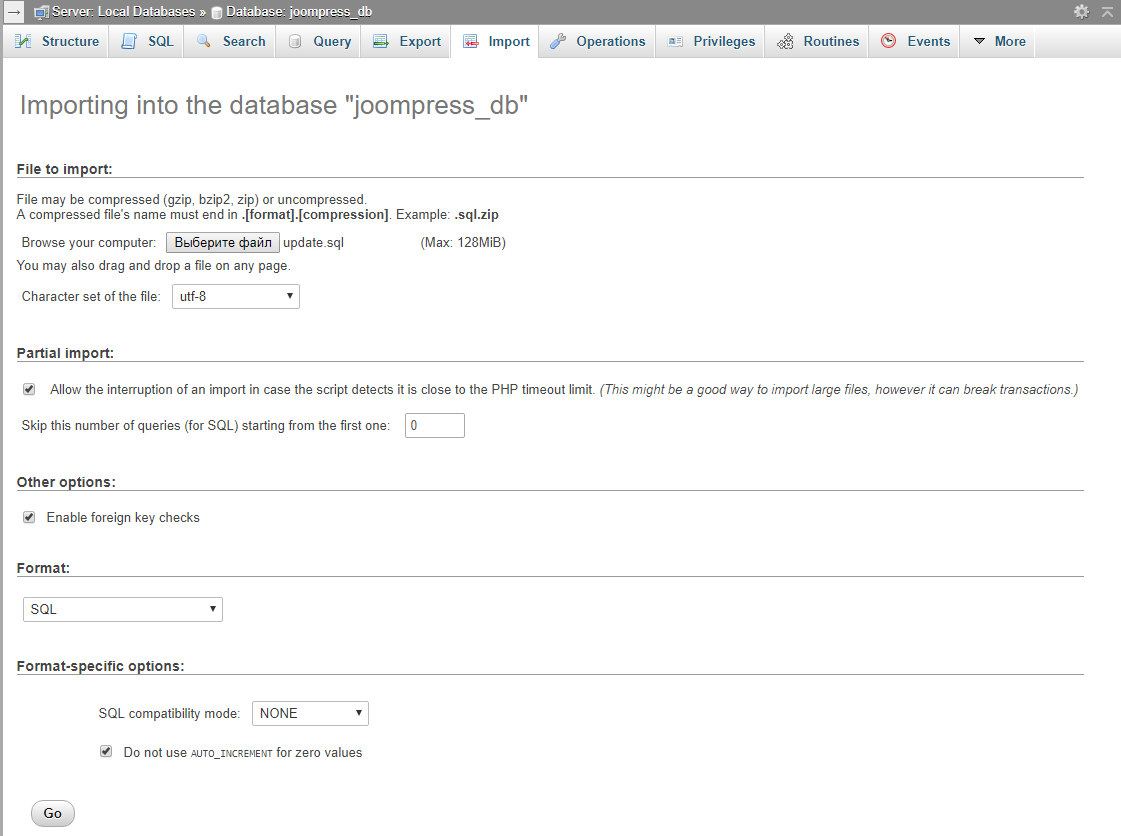 Server: Local Databases » Database: joompress_db
Structure SQL Search Query Export Import Operations Privileges Routines Events More
Importing into the database "joompress_db"
File to import:
File may be compressed (gzip, bzip2, zip) or uncompressed.
A compressed file's name must end in .[format].[compression]. Example: .sql.zip
Browse your computer: Выберите файл update.sql (Max: 128MiB)
You may also drag and drop a file on any page.
Character set of the file: utf-8
Partial import:
Allow the interruption of an import in case the script detects it is close to the PHP timeout limit. (This might be a good way to import large files, however it can break transactions.)
Skip this number of queries (for SQL) starting from the first one: 0
Other options:
Enable foreign key checks
Format:
SQL
Format-specific options:
SQL compatibility mode: NONE
Do not use AUTO_INCREMENT for zero values
Go